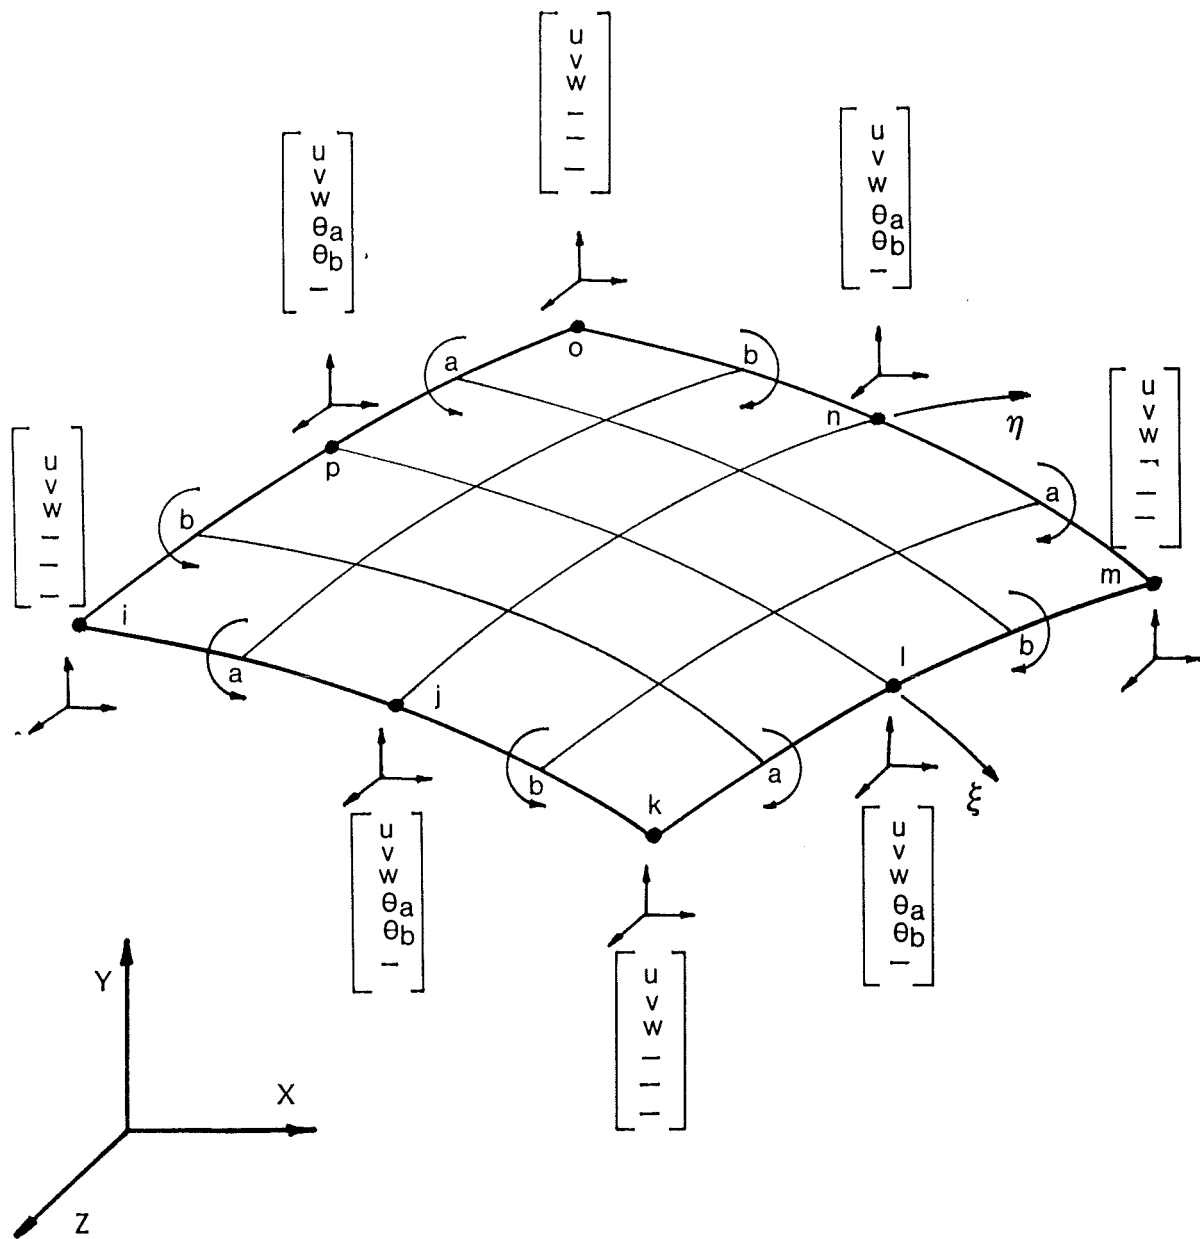 u
v
w
–
–
–
u
v
w
θa
θb
–
u
v
w
θa
θb
–
o
a
b
n
η
p
u
v
w
–
–
–
u
v
w
–
–
–
b
a
i
m
a
j
l
b
b
k
a
ξ
u
v
w
θa
θb
–
u
v
w
θa
θb
–
u
v
w
–
–
–
Y
X
Z